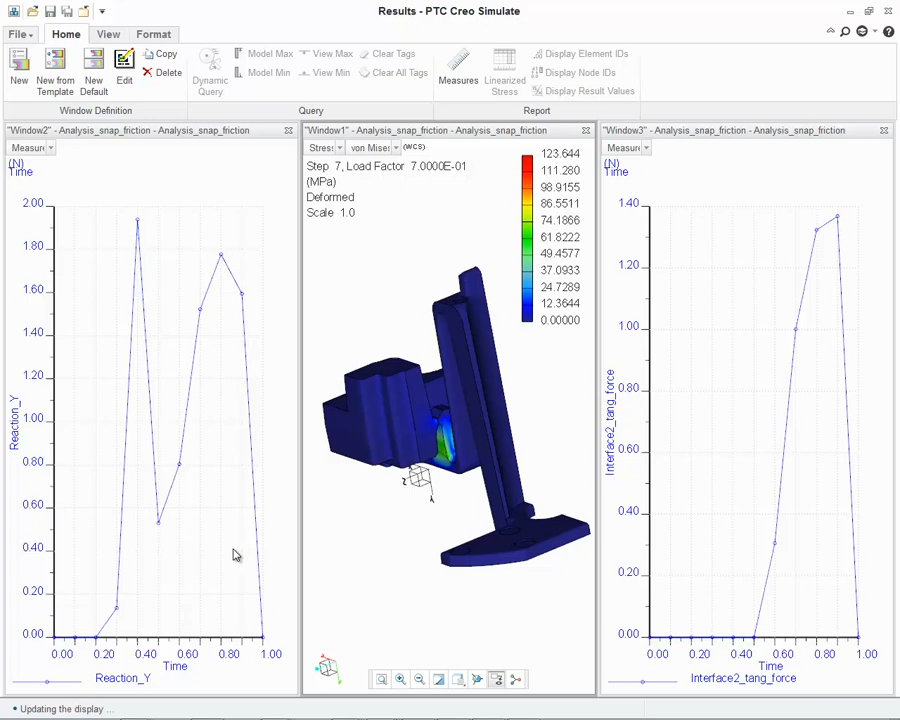 Results - PTC Creo Simulate
File
Home
View
Format
New
New from
Template
New
Default
Edit
Copy
Delete
Window Definition
Dynamic
Query
Model Max
Model Min
View Max
View Min
Clear Tags
Clear All Tags
Query
Measures
Linearized
Stress
Display Element IDs
Display Node IDs
Display Result Values
Report
"Window2" - Analysis_snap_friction - Analysis_snap_friction
Measur
(N)
Time
2.00
1.80
1.60
1.40
1.20
1.00
0.80
0.60
0.40
0.20
0.00
Reaction_Y
0.00 0.20 0.40 0.60 0.80 1.00
Time
Reaction_Y
"Window1" - Analysis_snap_friction - Analysis_snap_friction
Stress
von Mises
(WCS)
Step 7, Load Factor 7.0000E-01
(MPa)
Deformed
Scale 1.0
123.644
111.280
98.9155
86.5511
74.1866
61.8222
49.4577
37.0933
24.7289
12.3644
0.00000
Z
"Window3" - Analysis_snap_friction - Analysis_snap_friction
Measur
(N)
Time
1.40
1.20
1.00
0.80
0.60
0.40
0.20
0.00
Interface2_tang_force
0.00 0.20 0.40 0.60 0.80 1.00
Time
Interface2_tang_force
Updating the display ...